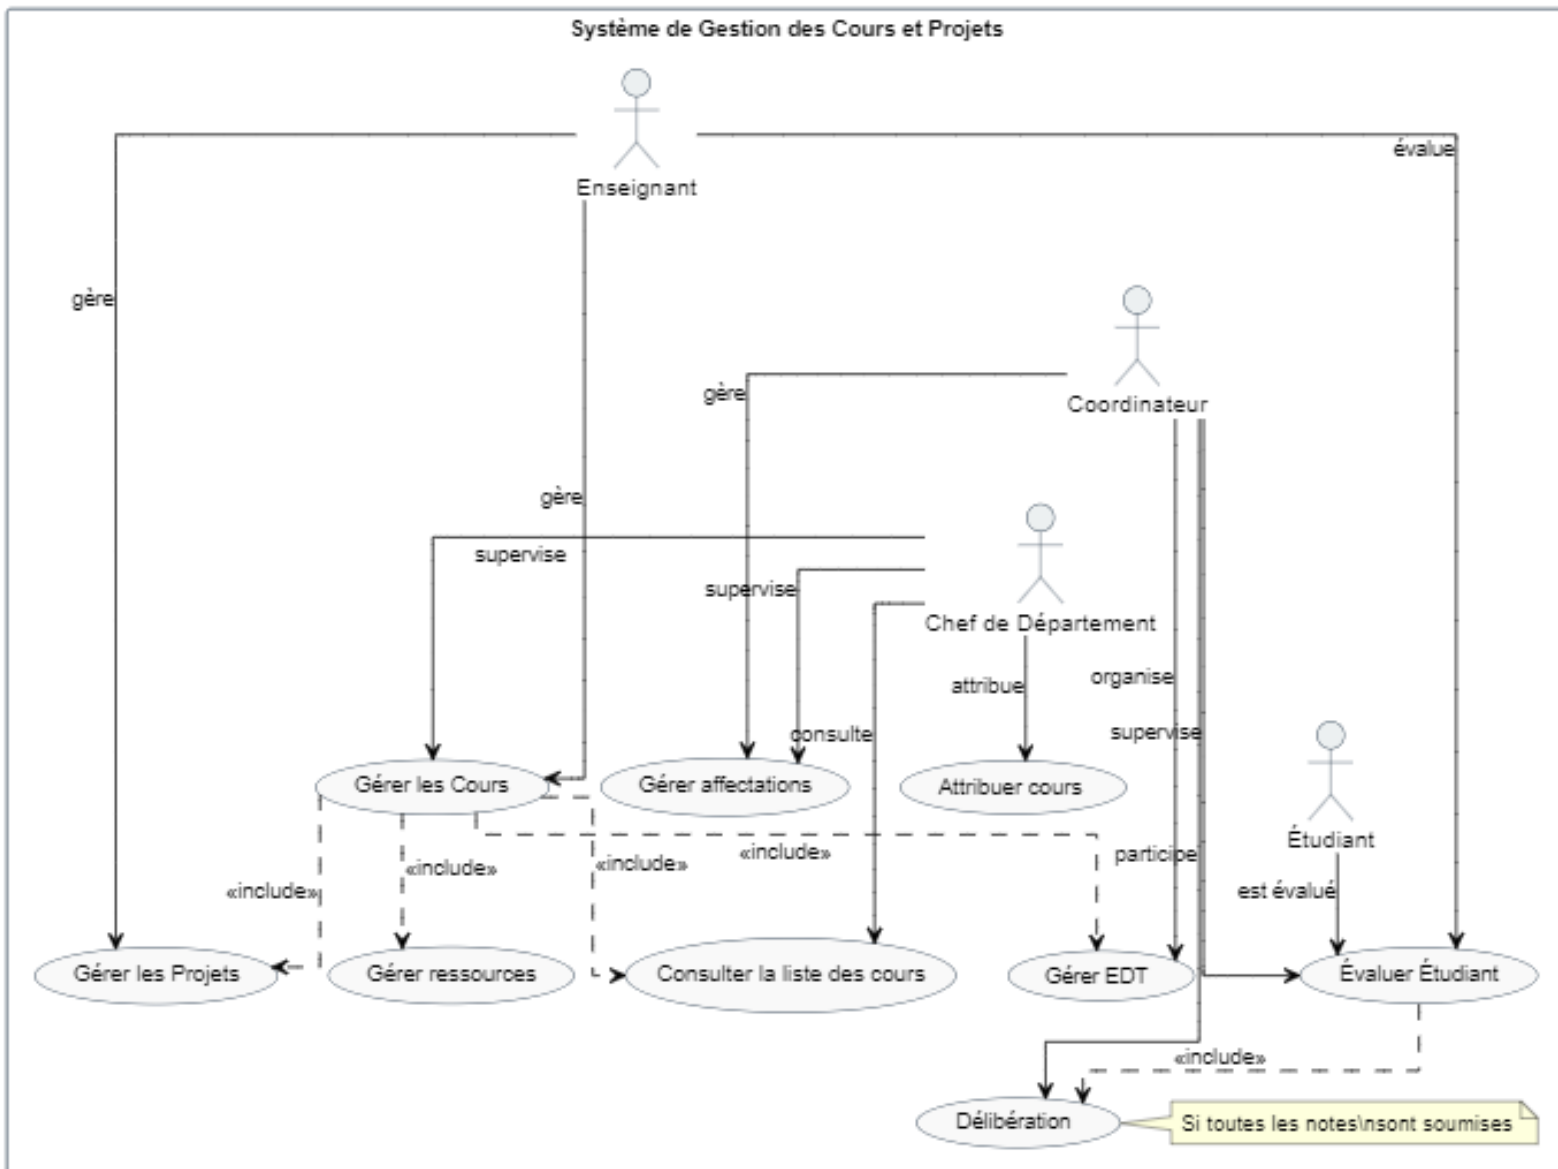 Système de Gestion des Cours et Projets
évalue
Enseignant
gère
gère
Coordinateur
gère
supervise
supervise
Chef de Département
attribue
organise
consulte
supervise
Gérer les Cours
Gérer affectations
Attribuer cours
Étudiant
«include»
«include»
«include»
«include»
participe
est évalué
Gérer les Projets
Gérer ressources
Consulter la liste des cours
Gérer EDT
Évaluer Étudiant
«include»
Délibération
Si toutes les notes\nsont soumises